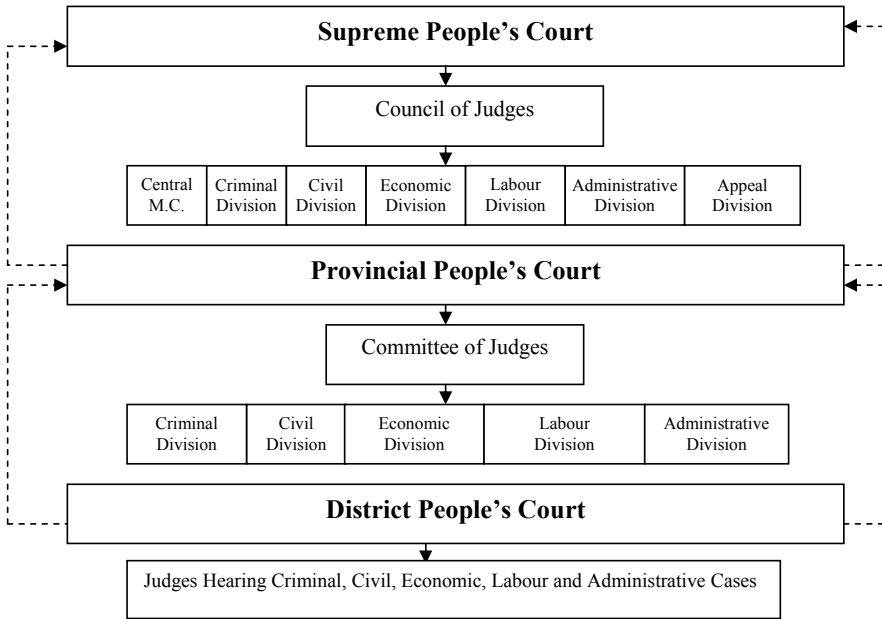 Supreme People’s Court
Council of Judges
Central
M.C.
Criminal
Division
Civil
Division
Economic
Division
Labour
Division
Administrative
Division
Appeal
Division
Provincial People’s Court
Committee of Judges
Criminal
Division
Civil
Division
Economic
Division
Labour
Division
Administrative
Division
District People’s Court
Judges Hearing Criminal, Civil, Economic, Labour and Administrative Cases